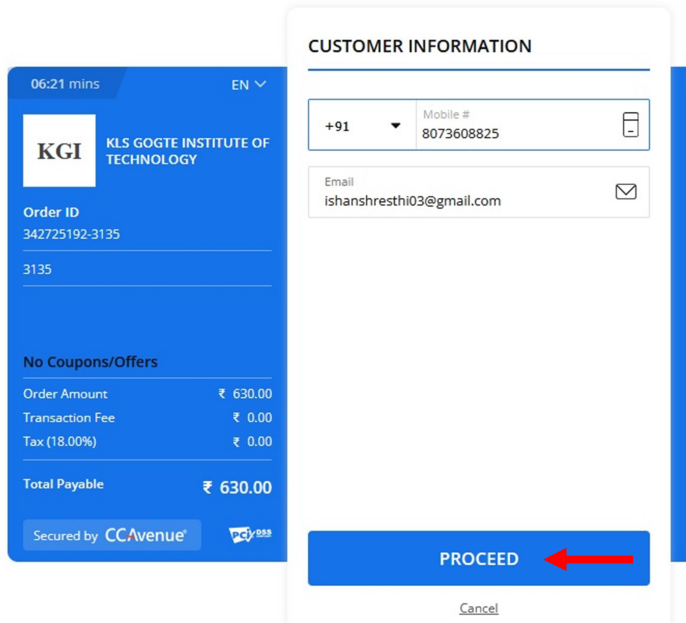 CUSTOMER INFORMATION
06:21 mins
EN
KGI
KLS GOGTE INSTITUTE OF
TECHNOLOGY
Order ID
342725192-3135
3135
No Coupons/Offers
Order Amount ₹ 630.00
Transaction Fee ₹ 0.00
Tax (18.00%) ₹ 0.00
Total Payable ₹ 630.00
Secured by CCAvenue®
PCI DSS
+91
Mobile #
8073608825
Email
ishanshresthi03@gmail.com
PROCEED
Cancel